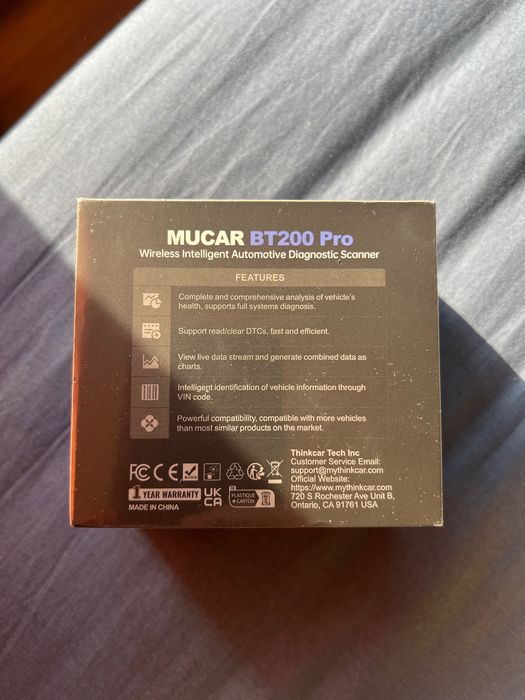 MUCAR BT200 Pro
Wireless Intelligent Automotive Diagnostic Scanner
FEATURES
Complete and comprehensive analysis of vehicle's
health, supports full systems diagnosis.
Support read/clear DTCs, fast and efficient.
View live data stream and generate combined data as
charts.
Intelligent identification of vehicle information through
VIN code.
Powerful compatibility, compatible with more vehicles
than most similar products on the market.
FC CE
1 YEAR WARRANTY
UK
CA
MADE IN CHINA
PLASTIQUE
+ CARTON
Thinkcar Tech Inc
Customer Service Email:
support@mythinkcar.com
Official Website:
https://www.mythinkcar.com
720 S Rochester Ave Unit B,
Ontario, CA 91761 USA